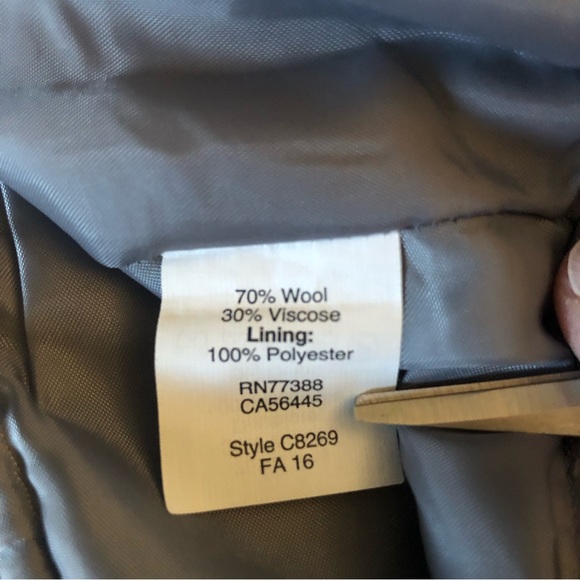 70% Wool
30% Viscose
Lining:
100% Polyester
RN77388
CA56445
Style C8269
FA 16